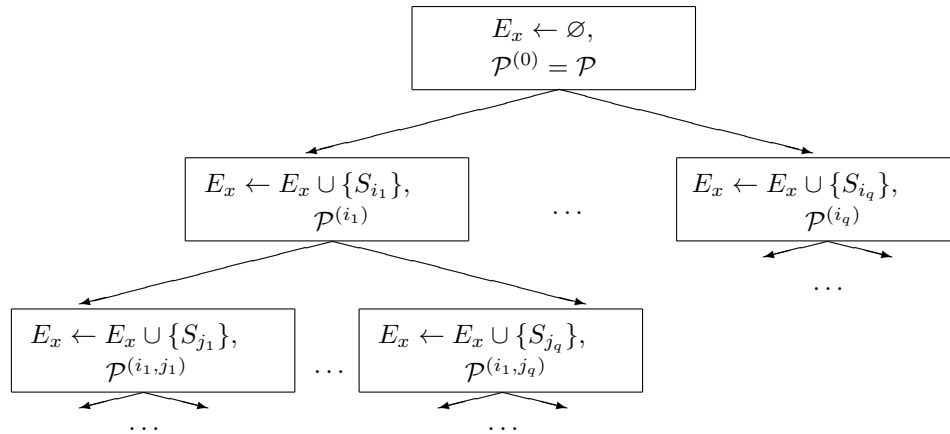 E_x ← ∅,
𝒫^{(0)} = 𝒫
E_x ← E_x ∪ {S_{i_1}},
𝒫^{(i_1)}
...
E_x ← E_x ∪ {S_{i_q}},
𝒫^{(i_q)}
...
E_x ← E_x ∪ {S_{j_1}},
𝒫^{(i_1,j_1)}
...
E_x ← E_x ∪ {S_{j_q}},
𝒫^{(i_1,j_q)}
...
...